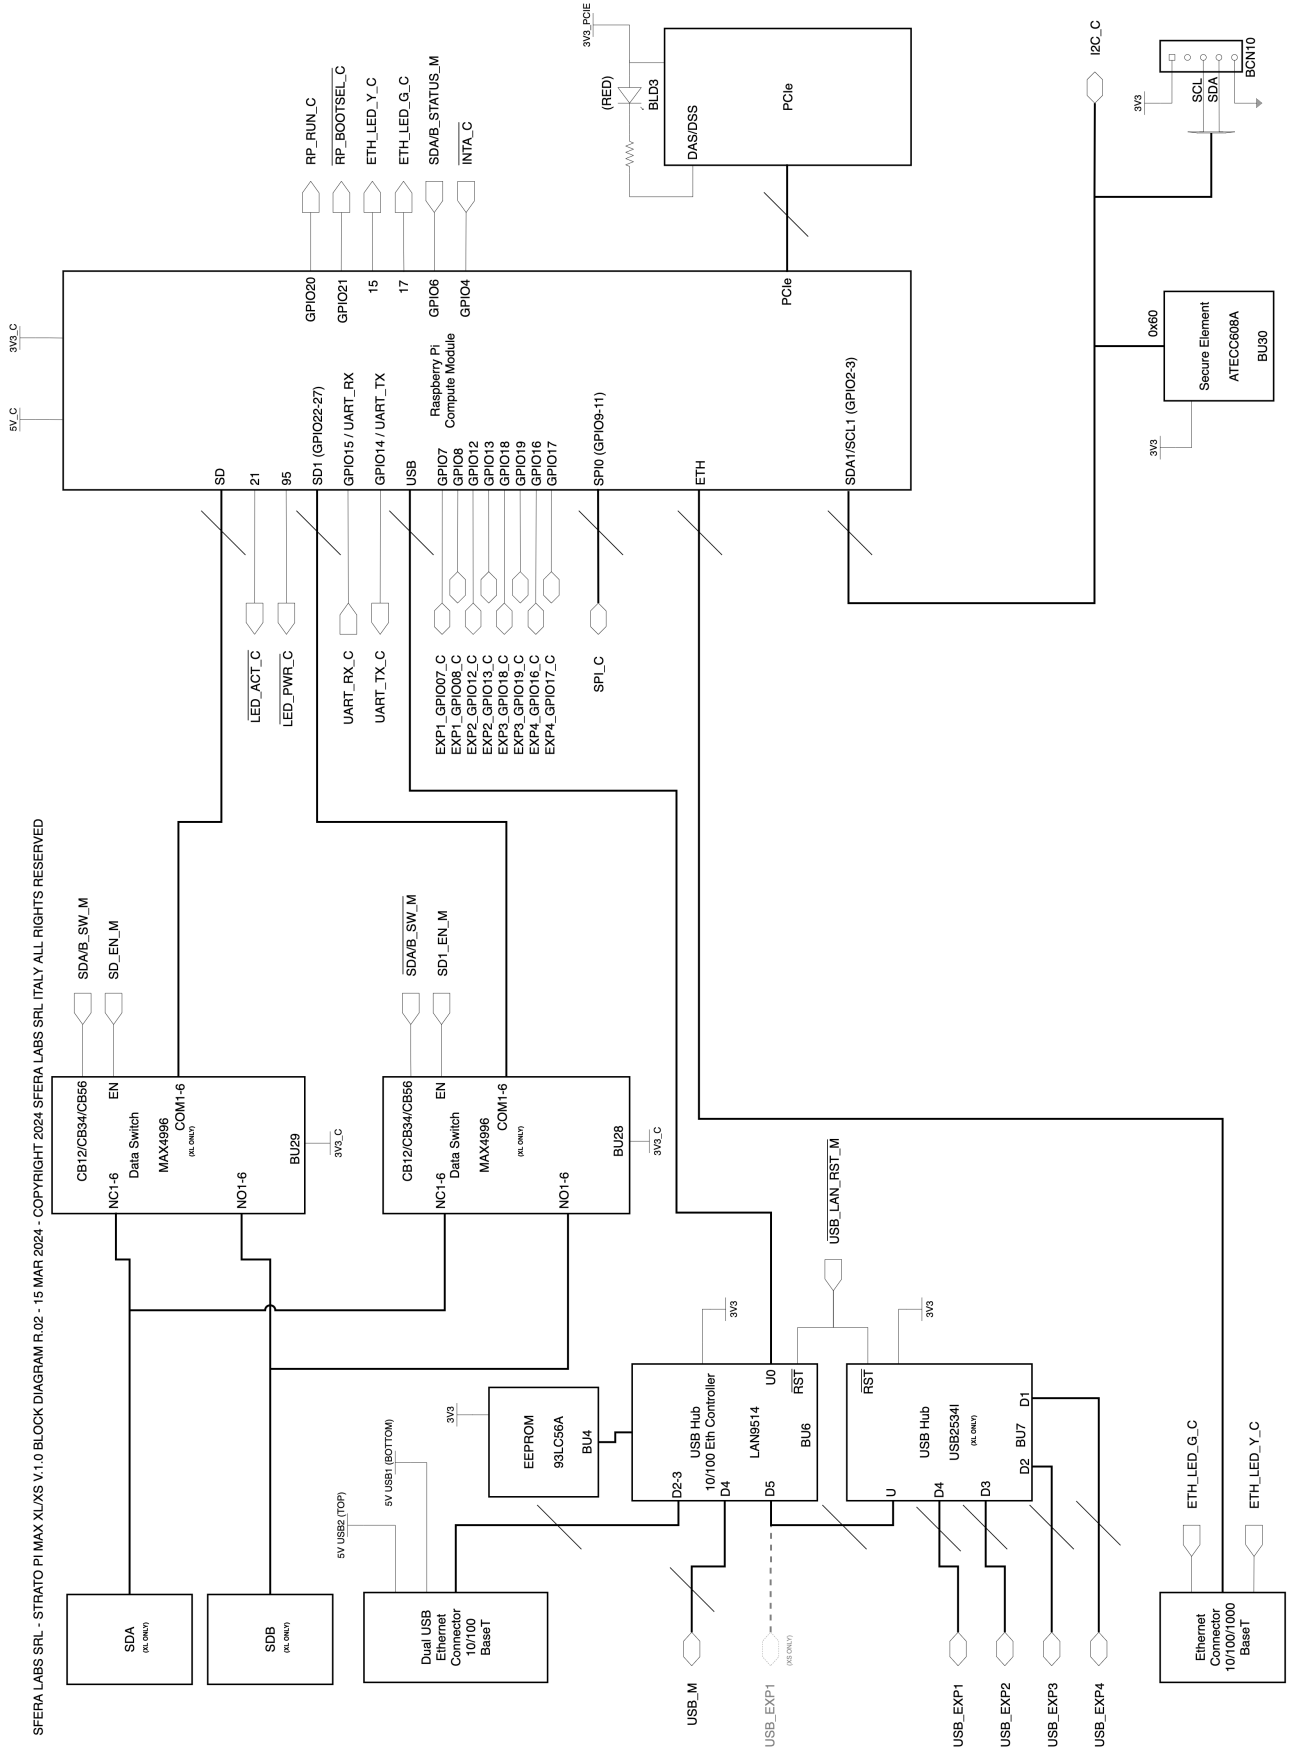 SFERA LABS SRL - STRATO PI MAX XL/XS V.1.0 BLOCK DIAGRAM R.02 - 15 MAR 2024 - COPYRIGHT 2024 SFERA LABS SRL ITALY ALL RIGHTS RESERVED
5V_C
3V3_C
SD
21
95
SD1 (GPIO22-27)
GPIO15 / UART_RX
GPIO14 / UART_TX
USB
GPIO7
GPIO8
GPIO12
GPIO13
GPIO18
GPIO19
GPIO16
GPIO17
SPI0 (GPIO9-11)
ETH
SDA1/SCL1 (GPIO2-3)
Raspberry Pi
Compute Module
GPIO20
GPIO21
15
17
GPIO6
GPIO4
PCIe
RP_RUN_C
RP_BOOTSEL_C
ETH_LED_Y_C
ETH_LED_G_C
SDA/B_STATUS_M
INTA_C
3V3_PCIE
(RED)
BLD3
DAS/DSS
PCIe
I2C_C
3V3
SCL
SDA
BCN10
0x60
Secure Element
ATECC608A
BU30
3V3
LED_ACT_C
LED_PWR_C
UART_RX_C
UART_TX_C
EXP1_GPIO07_C
EXP1_GPIO08_C
EXP2_GPIO12_C
EXP2_GPIO13_C
EXP3_GPIO18_C
EXP3_GPIO19_C
EXP4_GPIO16_C
EXP4_GPIO17_C
SPI_C
SDA/B_SW_M
SD_EN_M
CB12/CB34/CB56
EN
Data Switch
MAX4996
(XL ONLY)
COM1-6
NC1-6
NO1-6
BU29
3V3_C
SDA/B_SW_M
SD1_EN_M
CB12/CB34/CB56
EN
Data Switch
MAX4996
(XL ONLY)
COM1-6
NC1-6
NO1-6
BU28
3V3_C
SDA
(XL ONLY)
SDB
(XL ONLY)
5V USB2 (TOP)
5V USB1 (BOTTOM)
Dual USB
Ethernet
Connector
10/100
BaseT
3V3
EEPROM
93LC56A
BU4
3V3
USB Hub
10/100 Eth Controller
LAN9514
BU6
U0
RST
D2-3
D4
D5
USB_LAN_RST_M
3V3
RST
USB Hub
USB2534I
(XL ONLY)
BU7
U
D4
D3
D2
D1
USB_M
USB_EXP1
(XS ONLY)
USB_EXP1
USB_EXP2
USB_EXP3
USB_EXP4
ETH_LED_G_C
ETH_LED_Y_C
Ethernet
Connector
10/100/1000
BaseT